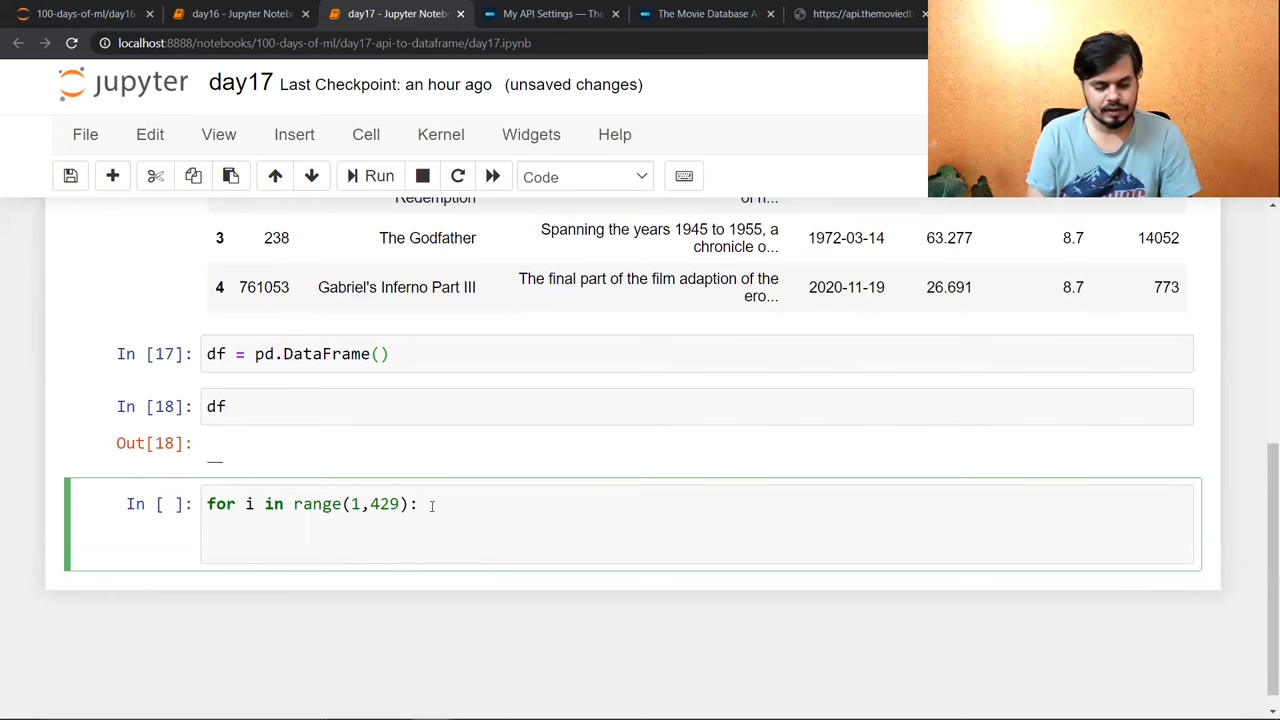 100-days-of-ml/day16
day16 - Jupyter Noteb
day17 - Jupyter Noteb
My API Settings — The
The Movie Database A
https://api.themoviedb
localhost:8888/notebooks/100-days-of-ml/day17-api-to-dataframe/day17.ipynb
jupyter day17 Last Checkpoint: an hour ago (unsaved changes)
File Edit View Insert Cell Kernel Widgets Help
Run Code
Redemption of n...
3 238 The Godfather Spanning the years 1945 to 1955, a chronicle o... 1972-03-14 63.277 8.7 14052
4 761053 Gabriel's Inferno Part III The final part of the film adaption of the ero... 2020-11-19 26.691 8.7 773
In [17]: df = pd.DataFrame()
In [18]: df
Out[18]:
In [ ]: for i in range(1,429):